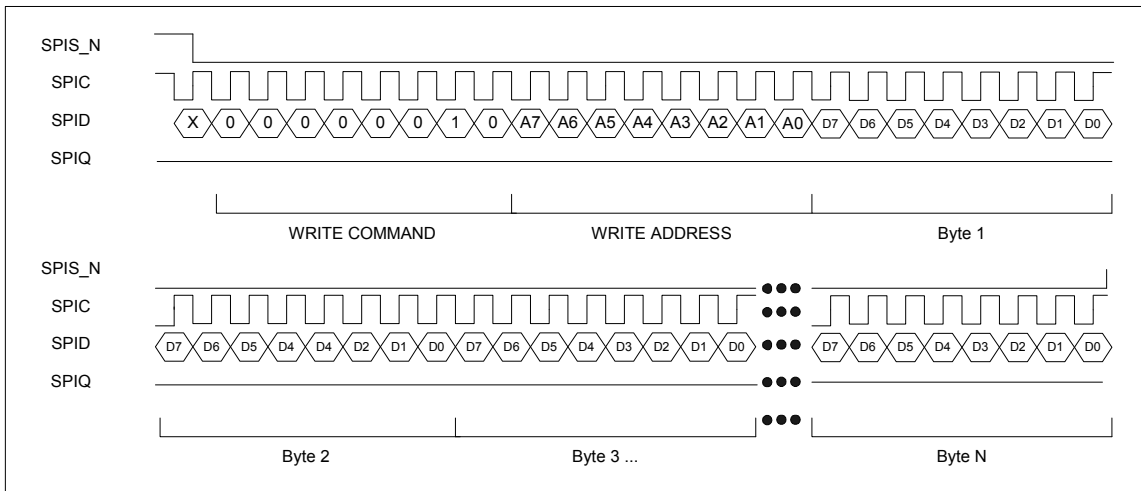 SPIS_N
SPIC
SPID X 0 0 0 0 0 0 1 0 A7 A6 A5 A4 A3 A2 A1 A0 D7 D6 D5 D4 D3 D2 D1 D0
SPIQ
WRITE COMMAND WRITE ADDRESS Byte 1
SPIS_N
SPIC
SPID D7 D6 D5 D4 D4 D2 D1 D0 D7 D6 D5 D4 D3 D2 D1 D0 D7 D6 D5 D4 D3 D2 D1 D0
SPIQ
Byte 2 Byte 3 ... Byte N